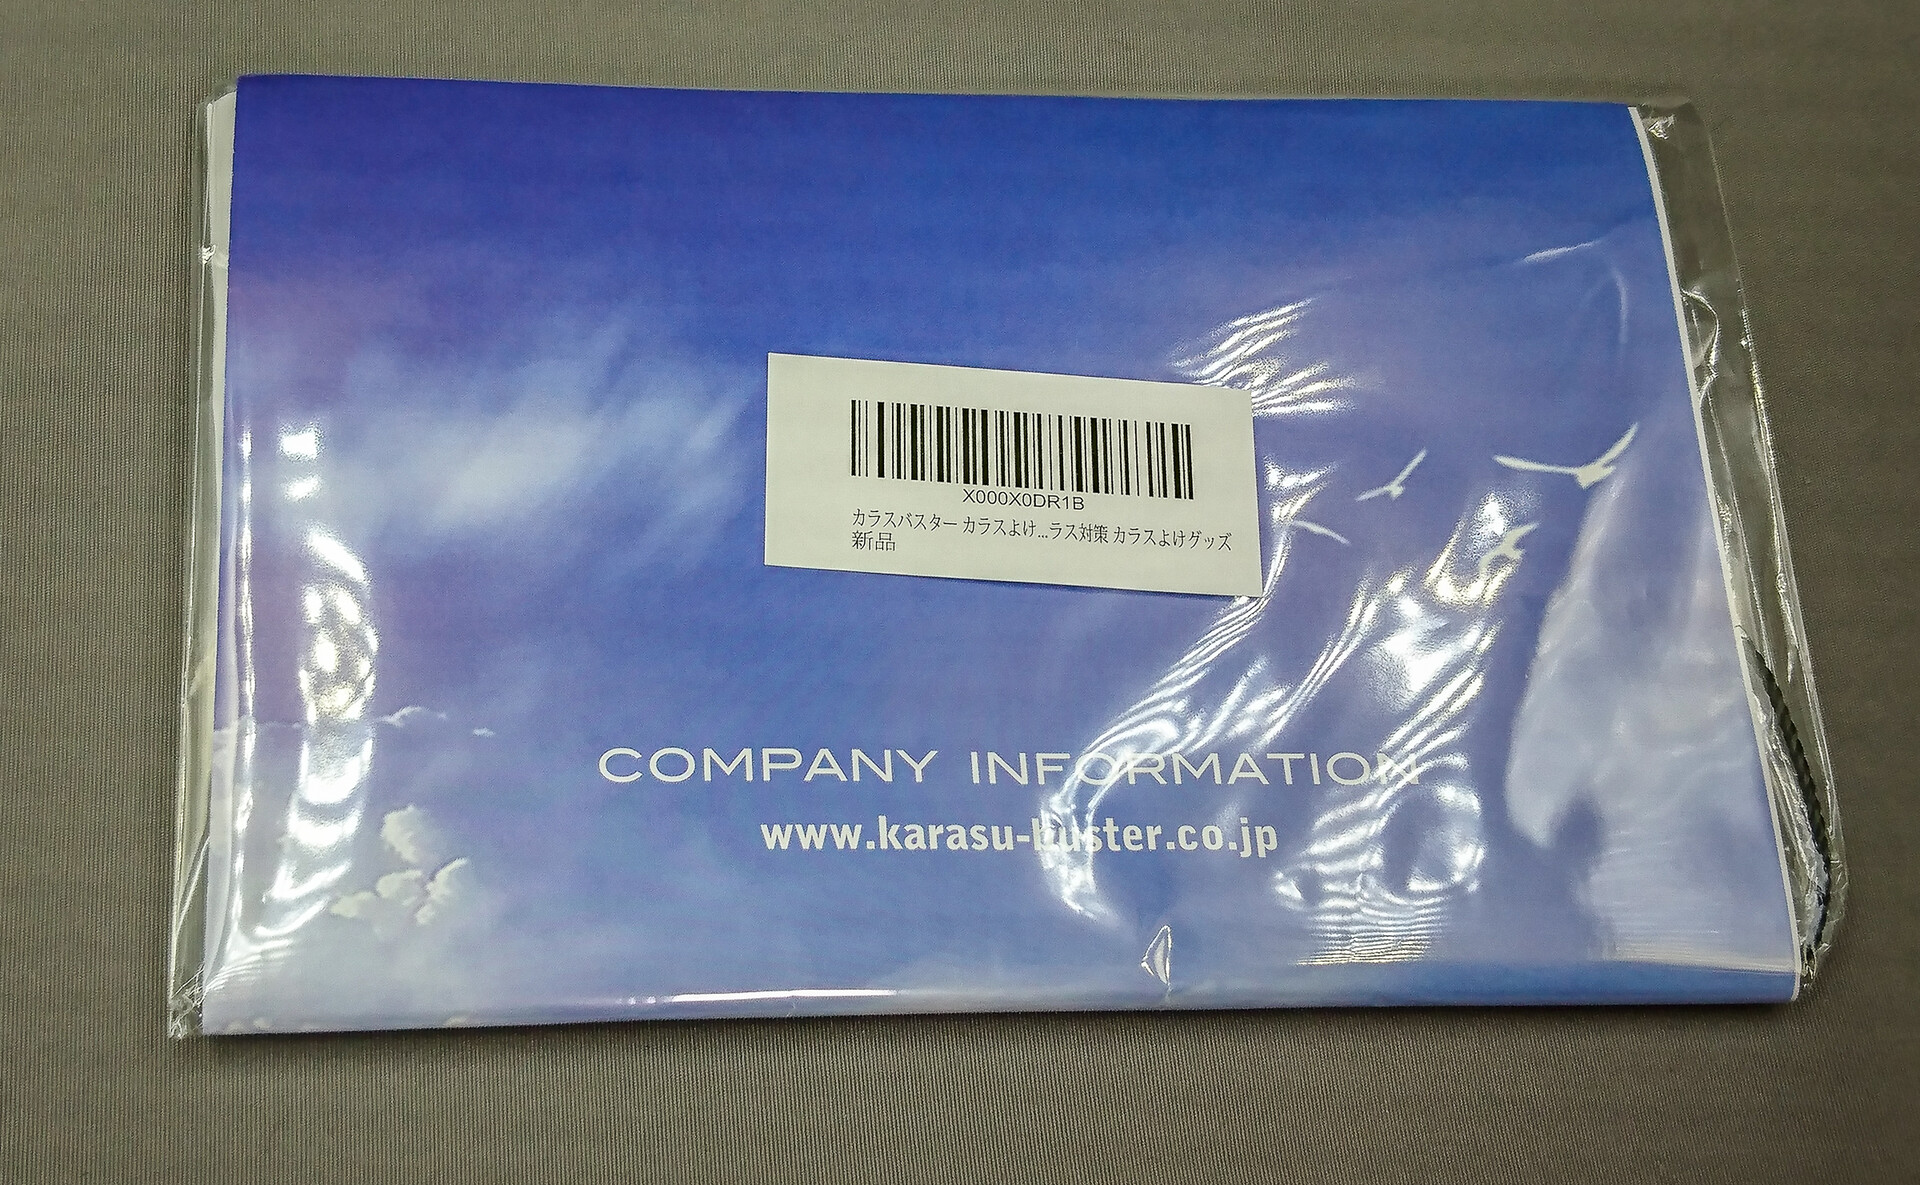 X000X0DR1B
カラスバスター カラスよけ...ラス対策 カラスよけグッズ
新品
COMPANY INFORMATION
www.karasu-buster.co.jp